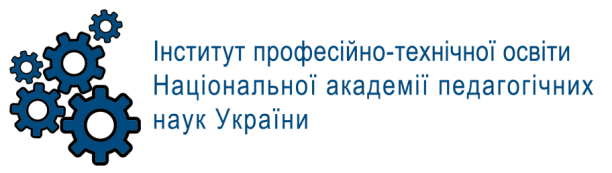 Інститут професійно-технічної освіти
Національної академії педагогічних
наук України